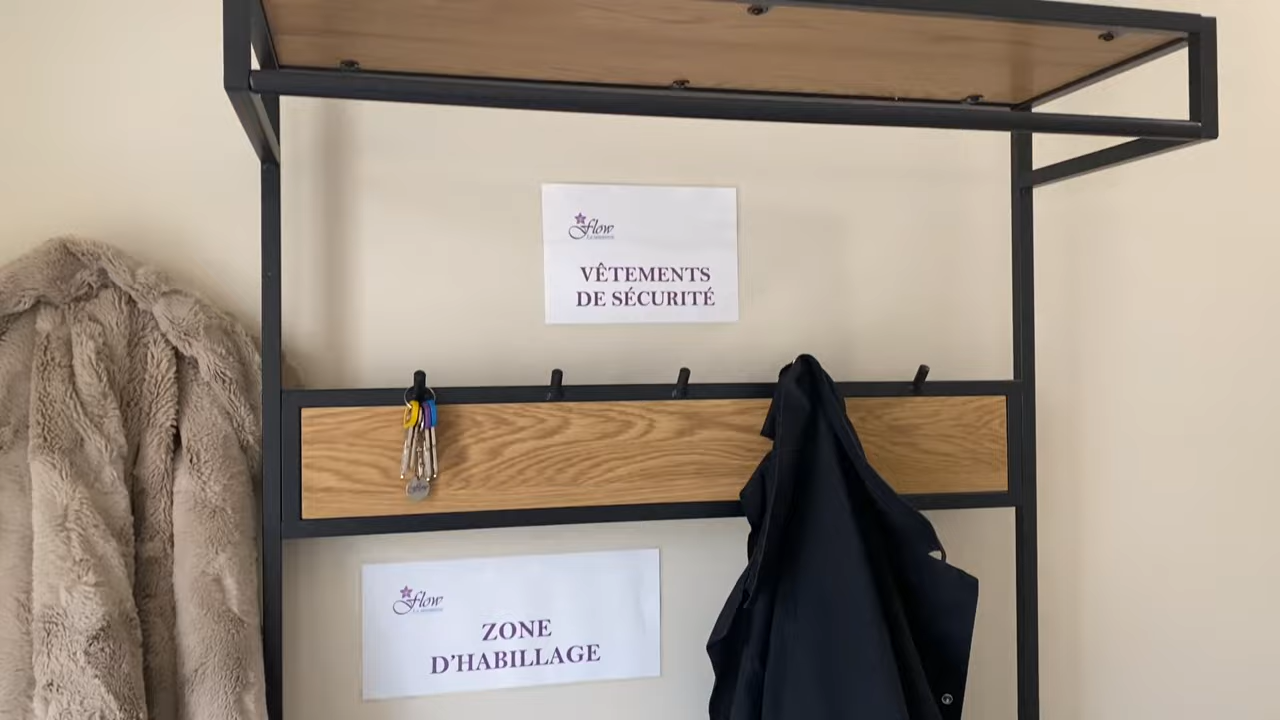 flow
VÊTEMENTS
DE SÉCURITÉ
flow
ZONE
D'HABILLAGE